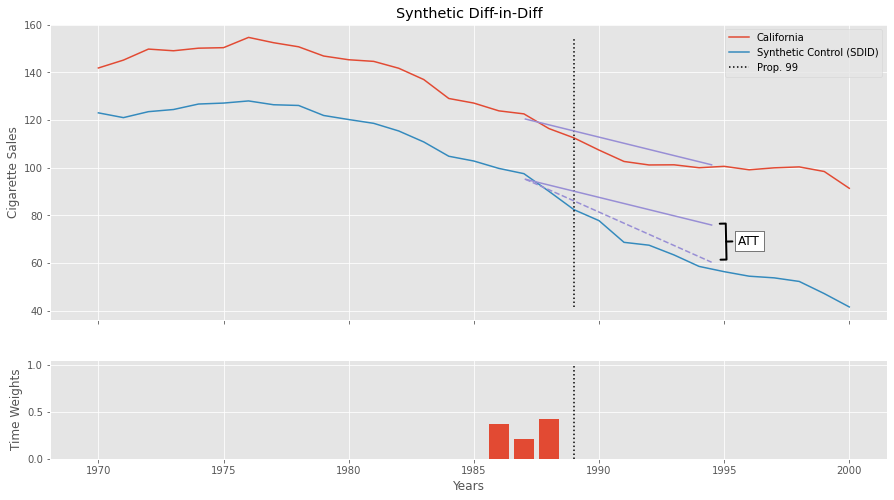 Synthetic Diff-in-Diff
California
Synthetic Control (SDID)
Prop. 99
Cigarette Sales
160
140
120
100
80
60
40
ATT
Time Weights
1.0
0.5
0.0
1970
1975
1980
1985
1990
1995
2000
Years